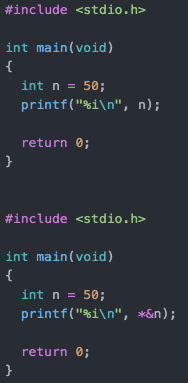 #include <stdio.h>
int main(void)
{
  int n = 50;
  printf("%i\n", n);
  return 0;
}
#include <stdio.h>
int main(void)
{
  int n = 50;
  printf("%i\n", *&n);
  return 0;
}